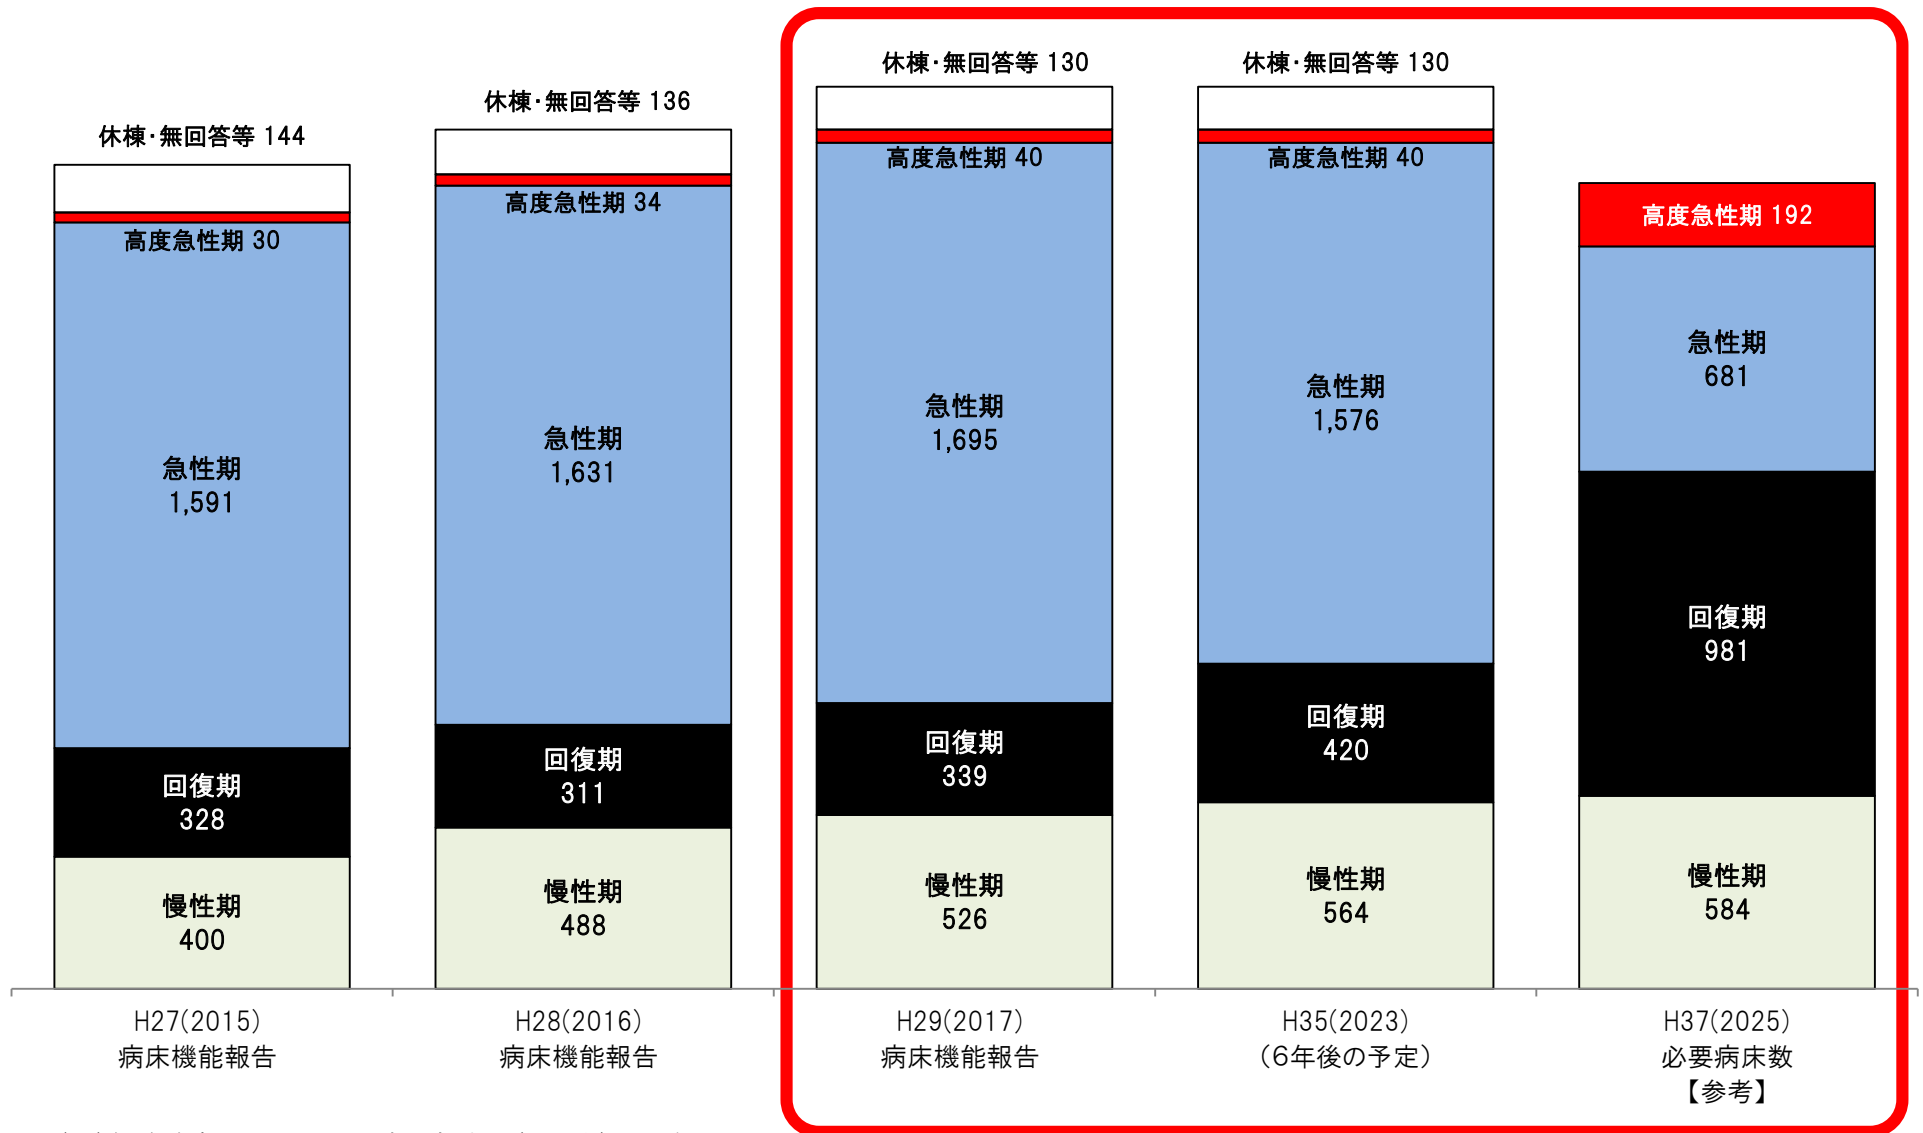 休棟・無回答等 144
高度急性期 30
急性期
1,591
回復期
328
慢性期
400
H27(2015)
病床機能報告
休棟・無回答等 136
高度急性期 34
急性期
1,631
回復期
311
慢性期
488
H28(2016)
病床機能報告
休棟・無回答等 130
高度急性期 40
急性期
1,695
回復期
339
慢性期
526
H29(2017)
病床機能報告
休棟・無回答等 130
高度急性期 40
急性期
1,576
回復期
420
慢性期
564
H35(2023)
（6年後の予定）
高度急性期 192
急性期
681
回復期
981
慢性期
584
H37(2025)
必要病床数
【参考】